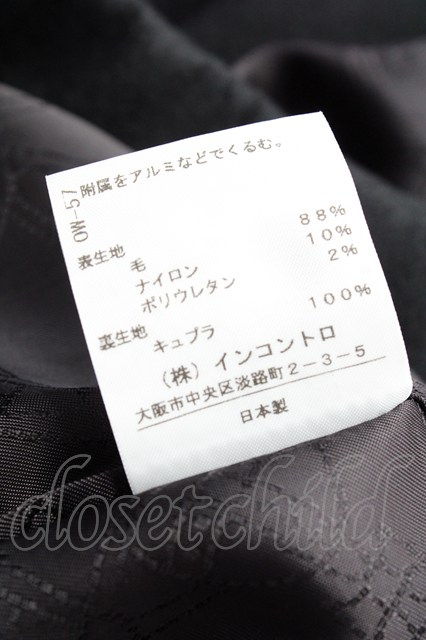 附属をアルミなどでくるむ。
OW-57
表生地
毛 88%
ナイロン 10%
ポリウレタン 2%
裏生地
キュプラ 100%
(株) インコントロ
大阪市中央区淡路町2-3-5
日本製
closetchild